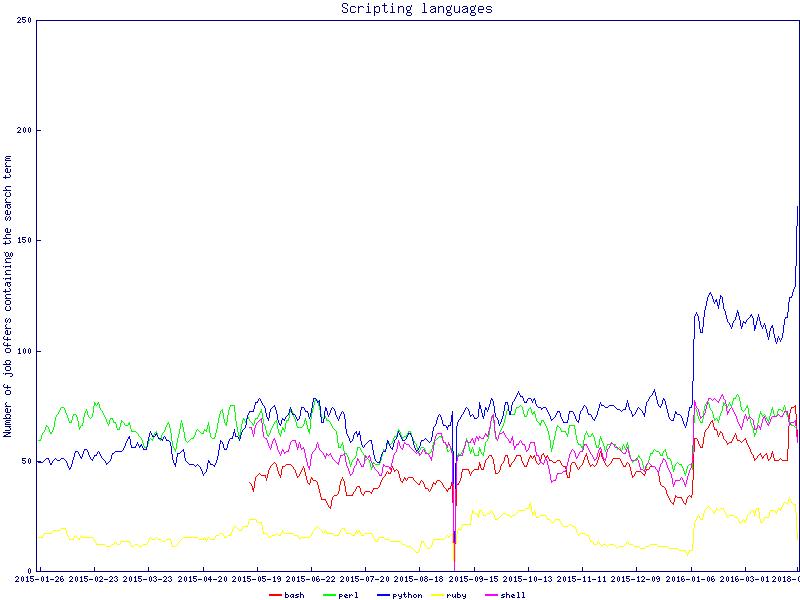 Scripting languages
Number of job offers containing the search term
250
200
150
100
50
0
2015-01-26 2015-02-23 2015-03-23 2015-04-20 2015-05-19 2015-06-22 2015-07-20 2015-08-18 2015-09-15 2015-10-13 2015-11-11 2015-12-09 2016-01-06 2016-03-01 2018-0
bash perl python ruby shell